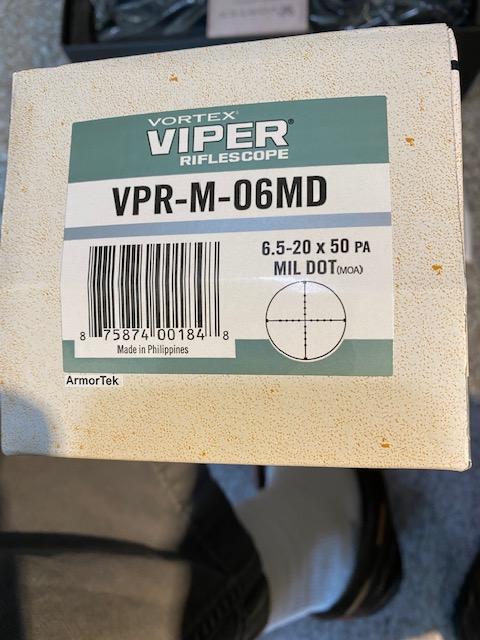 VORTEX®
VIPER®
RIFLESCOPE
VPR-M-06MD
6.5-20 x 50 PA
MIL DOT(MOA)
8 75874 00184 8
Made in Philippines
ArmorTek